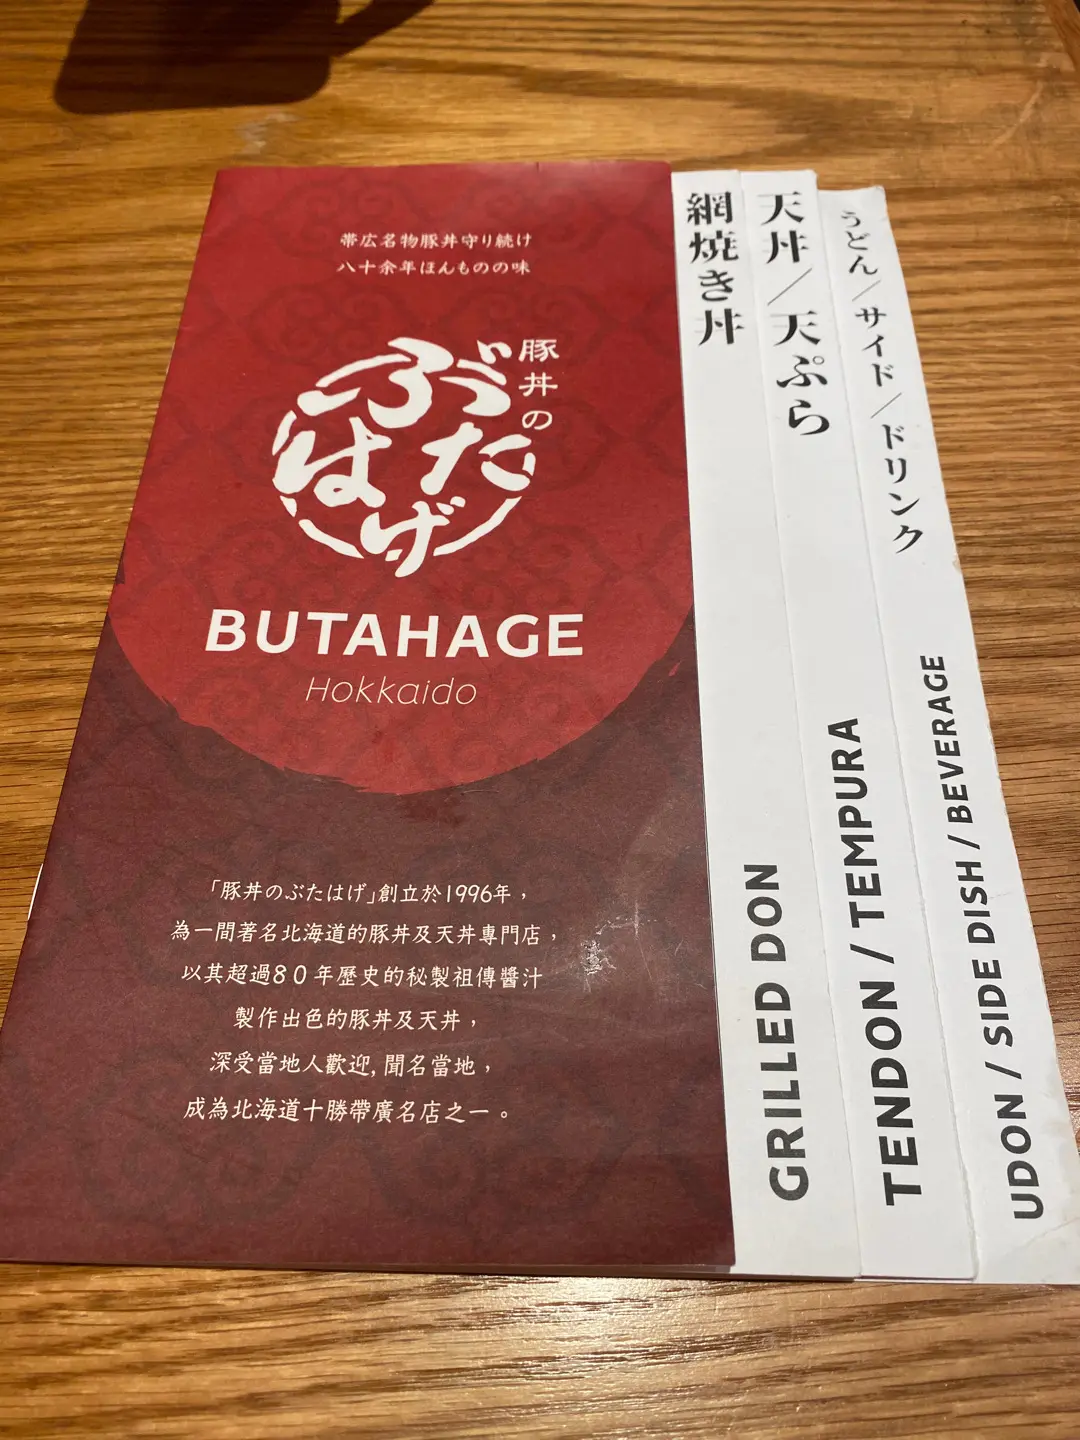 帯広名物豚丼守り続け
八十余年ほんものの味
豚丼の
ぶた
はげ
BUTAHAGE
Hokkaido
「豚丼のぶたはげ」創立於1996年，
為一間著名北海道的豚丼及天丼專門店，
以其超過80年歷史的秘製祖傳醬汁
製作出色的豚丼及天丼，
深受當地人歡迎,聞名當地，
成為北海道十勝帶廣名店之一。
網焼き丼
GRILLED DON
天丼／天ぷら
TENDON / TEMPURA
うどん／サイド／ドリンク
UDON / SIDE DISH / BEVERAGE